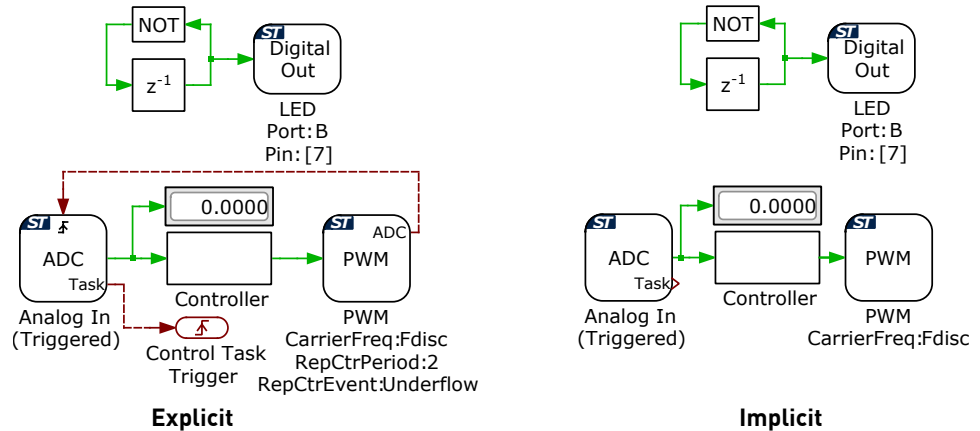 NOT
z-1
ST
Digital
Out
LED
Port:B
Pin:[7]
0.0000
ST
ADC
Task
Analog In
(Triggered)
Controller
Control Task
Trigger
ST
ADC
PWM
PWM
CarrierFreq:Fdisc
RepCtrPeriod:2
RepCtrEvent:Underflow
Explicit
NOT
z-1
ST
Digital
Out
LED
Port:B
Pin:[7]
0.0000
ST
ADC
Task
Analog In
(Triggered)
Controller
ST
PWM
PWM
CarrierFreq:Fdisc
Implicit